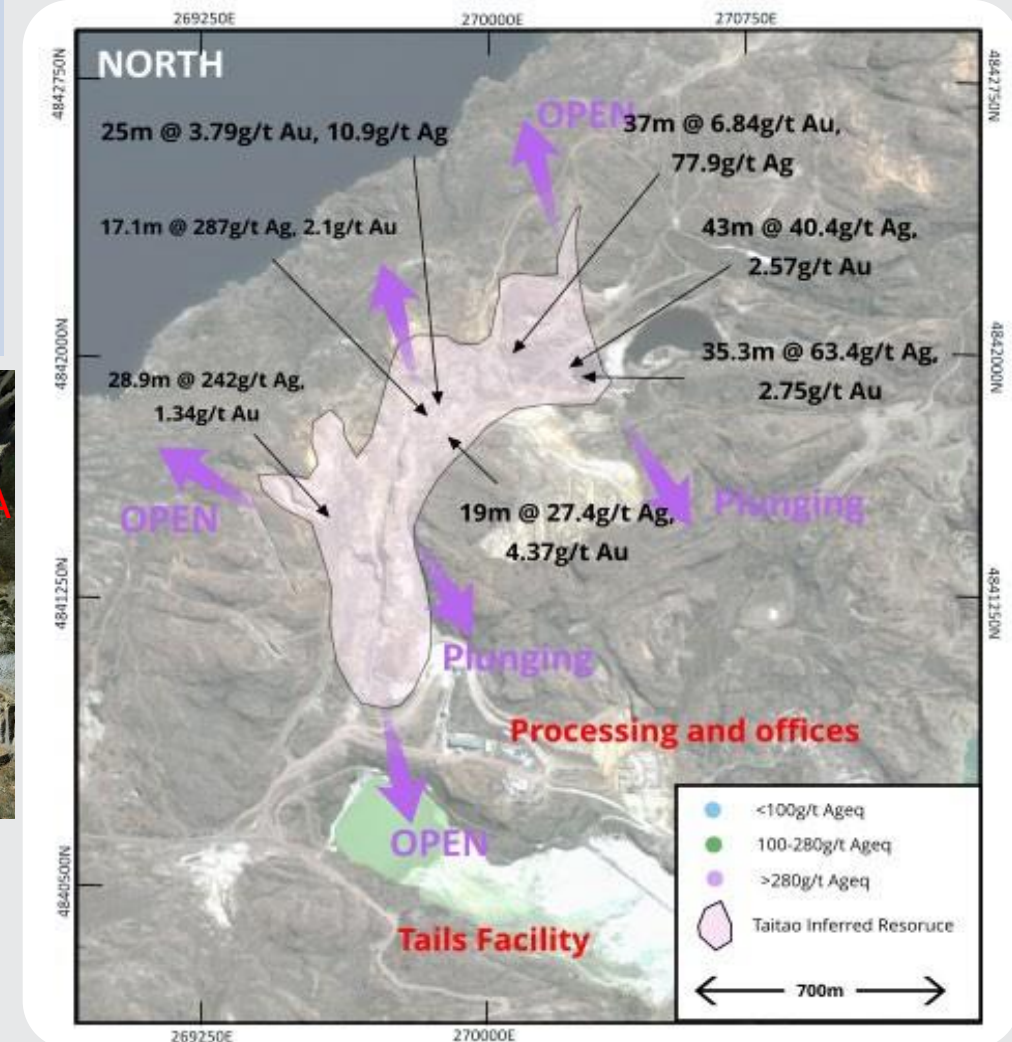 269250E
270000E
270750E
NORTH
4842750N
4842750N
OPEN
25m @ 3.79g/t Au, 10.9g/t Ag
37m @ 6.84g/t Au,
77.9g/t Ag
17.1m @ 287g/t Ag, 2.1g/t Au
43m @ 40.4g/t Ag,
2.57g/t Au
4842000N
4842000N
35.3m @ 63.4g/t Ag,
2.75g/t Au
28.9m @ 242g/t Ag,
1.34g/t Au
A
OPEN
Plunging
19m @ 27.4g/t Ag,
4.37g/t Au
4841250N
4841250N
Plunging
Processing and offices
OPEN
4840500N
Tails Facility
<100g/t Ageq
100-280g/t Ageq
>280g/t Ageq
Taitao Inferred Resoruce
700m
269250E
270000E